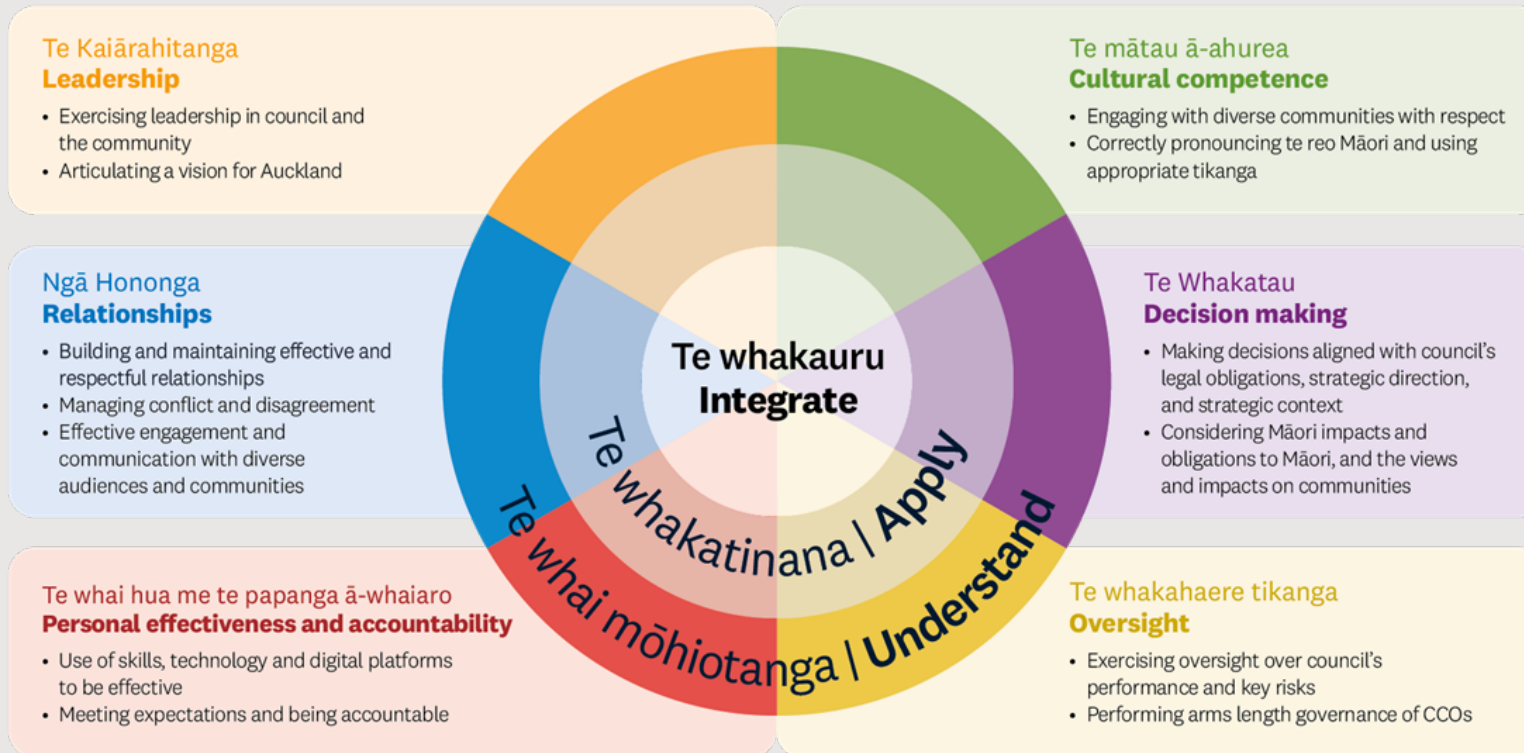 Te Kaiārahitanga
Leadership
• Exercising leadership in council and
the community
• Articulating a vision for Auckland
Te mātau ā-ahurea
Cultural competence
• Engaging with diverse communities with respect
• Correctly pronouncing te reo Māori and using
appropriate tikanga
Ngā Hononga
Relationships
• Building and maintaining effective and
respectful relationships
• Managing conflict and disagreement
• Effective engagement and
communication with diverse
audiences and communities
Te whakauru
Integrate
Te whakatinana | Apply
Te whai mōhiotanga | Understand
Te Whakatau
Decision making
• Making decisions aligned with council's
legal obligations, strategic direction,
and strategic context
• Considering Māori impacts and
obligations to Māori, and the views
and impacts on communities
Te whai hua me te papanga ā-whaiaro
Personal effectiveness and accountability
• Use of skills, technology and digital platforms
to be effective
• Meeting expectations and being accountable
Te whakahaere tikanga
Oversight
• Exercising oversight over council's
performance and key risks
• Performing arms length governance of CCOs